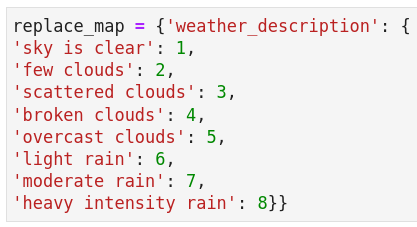 replace_map = {'weather_description': {
'sky is clear': 1,
'few clouds': 2,
'scattered clouds': 3,
'broken clouds': 4,
'overcast clouds': 5,
'light rain': 6,
'moderate rain': 7,
'heavy intensity rain': 8}}